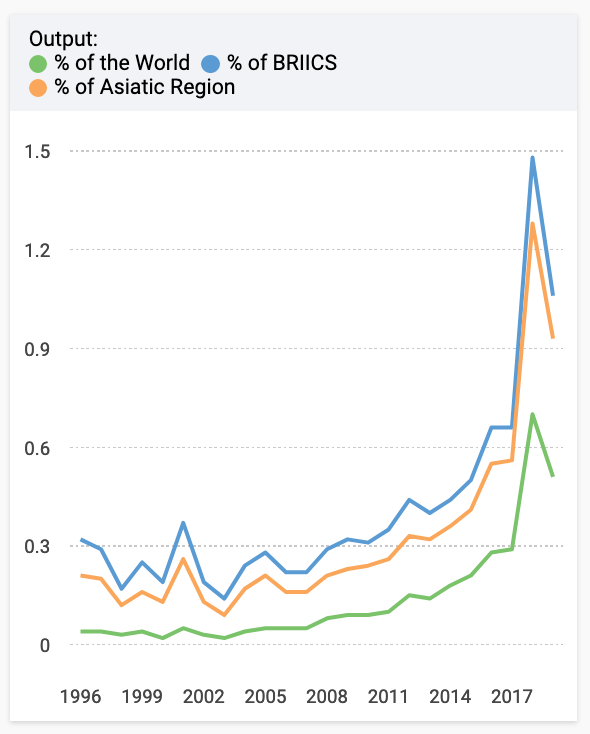 Output:
% of the World % of BRIICS
% of Asiatic Region
1.5
1.2
0.9
0.6
0.3
0
1996 1999 2002 2005 2008 2011 2014 2017